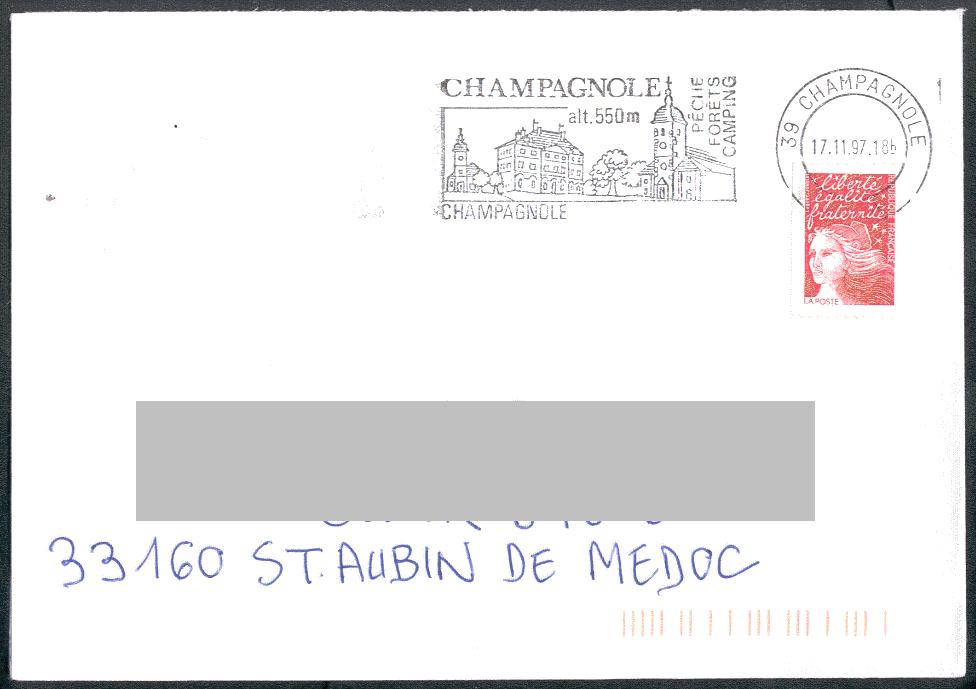 CHAMPAGNOLE
alt. 550m
PÊCHE
FORÊTS
CAMPING
CHAMPAGNOLE
39 CHAMPAGNOLE
17.11.97.18h
liberté
égalité
fraternité
RÉPUBLIQUE FRANÇAISE
LA POSTE
33160 ST. AUBIN DE MEDOC